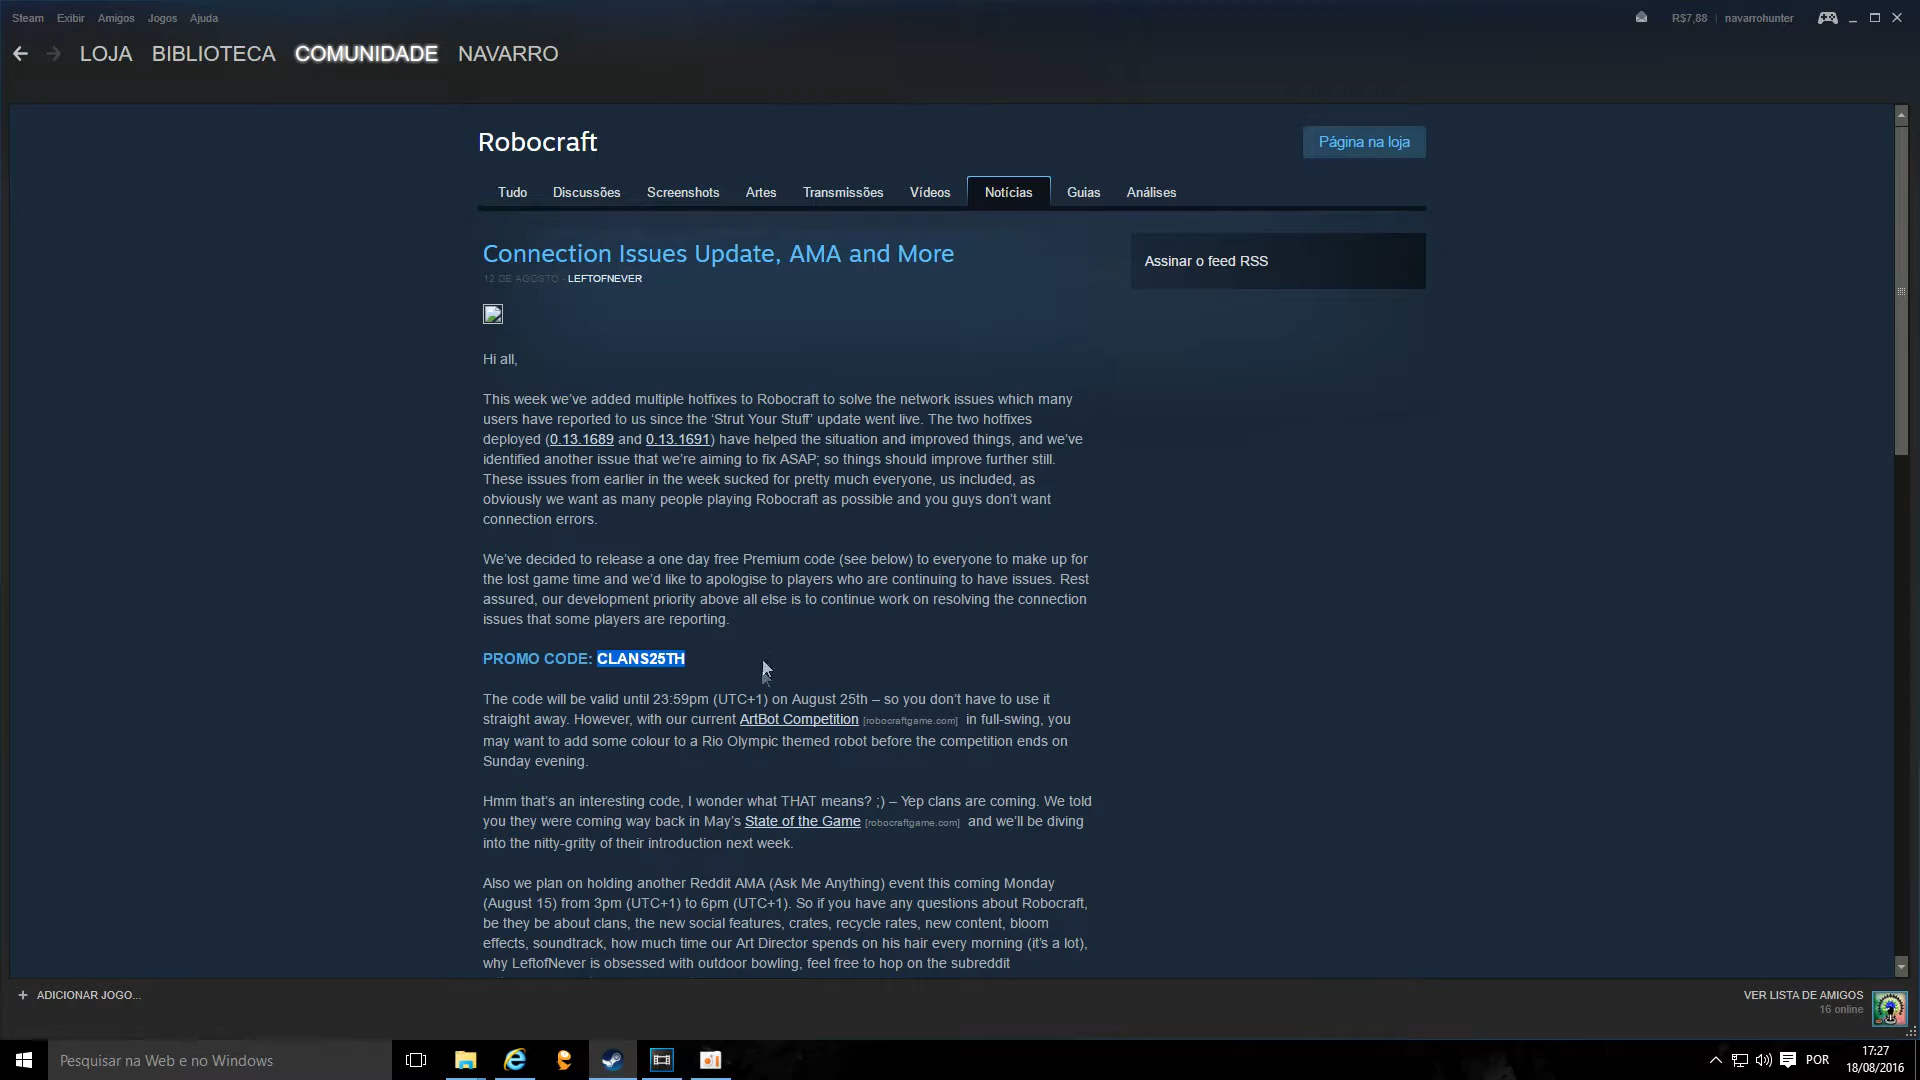 Steam Exibir Amigos Jogos Ajuda
R$7,88 | navarrohunter
LOJA BIBLIOTECA COMUNIDADE NAVARRO
Robocraft
Página na loja
Tudo Discussões Screenshots Artes Transmissões Vídeos Notícias Guias Análises
Connection Issues Update, AMA and More
12 DE AGOSTO - LEFTOFNEVER
Assinar o feed RSS
Hi all,
This week we've added multiple hotfixes to Robocraft to solve the network issues which many
users have reported to us since the 'Strut Your Stuff' update went live. The two hotfixes
deployed (0.13.1689 and 0.13.1691) have helped the situation and improved things, and we've
identified another issue that we're aiming to fix ASAP; so things should improve further still.
These issues from earlier in the week sucked for pretty much everyone, us included, as
obviously we want as many people playing Robocraft as possible and you guys don't want
connection errors.
We've decided to release a one day free Premium code (see below) to everyone to make up for
the lost game time and we'd like to apologise to players who are continuing to have issues. Rest
assured, our development priority above all else is to continue work on resolving the connection
issues that some players are reporting.
PROMO CODE: CLANS25TH
The code will be valid until 23:59pm (UTC+1) on August 25th – so you don't have to use it
straight away. However, with our current ArtBot Competition [robocraftgame.com] in full-swing, you
may want to add some colour to a Rio Olympic themed robot before the competition ends on
Sunday evening.
Hmm that's an interesting code, I wonder what THAT means? ;) – Yep clans are coming. We told
you they were coming way back in May's State of the Game [robocraftgame.com] and we'll be diving
into the nitty-gritty of their introduction next week.
Also we plan on holding another Reddit AMA (Ask Me Anything) event this coming Monday
(August 15) from 3pm (UTC+1) to 6pm (UTC+1). So if you have any questions about Robocraft,
be they be about clans, the new social features, crates, recycle rates, new content, bloom
effects, soundtrack, how much time our Art Director spends on his hair every morning (it's a lot),
why LeftofNever is obsessed with outdoor bowling, feel free to hop on the subreddit
+ ADICIONAR JOGO...
VER LISTA DE AMIGOS
16 online
Pesquisar na Web e no Windows
POR
17:27
18/08/2016